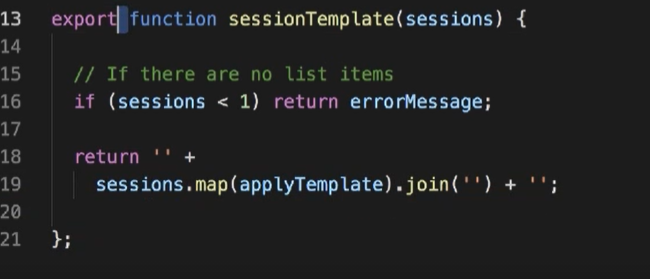 13 export function sessionTemplate(sessions) {
14
15 // If there are no list items
16 if (sessions < 1) return errorMessage;
17
18 return '' +
19 sessions.map(applyTemplate).join('') + '';
20
21 };